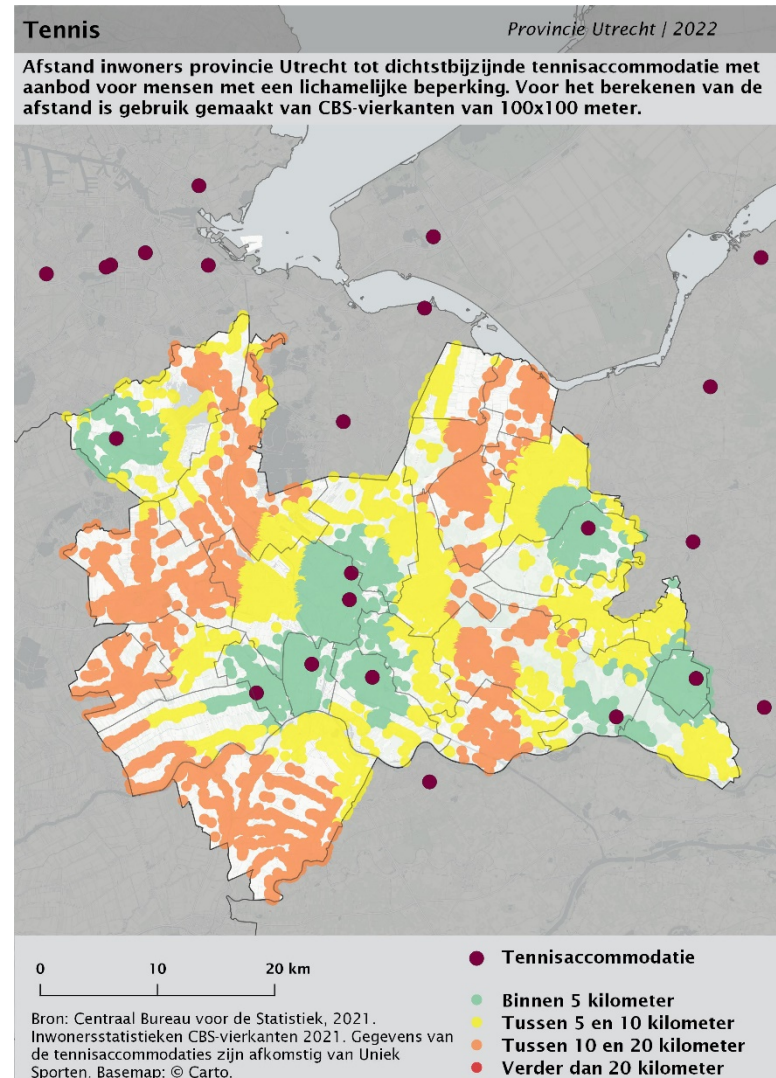 Tennis
Provincie Utrecht | 2022
Afstand inwoners provincie Utrecht tot dichtstbijzijnde tennisaccommodatie met
aanbod voor mensen met een lichamelijke beperking. Voor het berekenen van de
afstand is gebruik gemaakt van CBS-vierkanten van 100x100 meter.
0 10 20 km
Bron: Centraal Bureau voor de Statistiek, 2021.
Inwonersstatistieken CBS-vierkanten 2021. Gegevens van
de tennisaccommodaties zijn afkomstig van Uniek
Sporten. Basemap: © Carto.
Tennisaccommodatie
Binnen 5 kilometer
Tussen 5 en 10 kilometer
Tussen 10 en 20 kilometer
Verder dan 20 kilometer